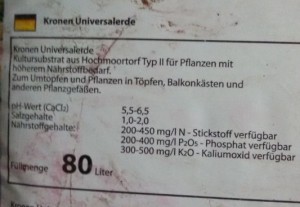 Kronen Universalerde
Kronen Universalerde
Kultursubstrat aus Hochmoortorf Typ II für Pflanzen mit
höherem Nährstoffbedarf.
Zum Umtopfen und Pflanzen in Töpfen, Balkonkästen und
anderen Pflanzgefäßen.
pH-Wert (CaCl2) 5,5-6,5
Salzgehalte 1,0-2,0
Nährstoffgehalte: 200-450 mg/l N - Stickstoff verfügbar
200-400 mg/l P2O5 - Phosphat verfügbar
300-500 mg/l K2O - Kaliumoxid verfügbar
Füllmenge 80 Liter